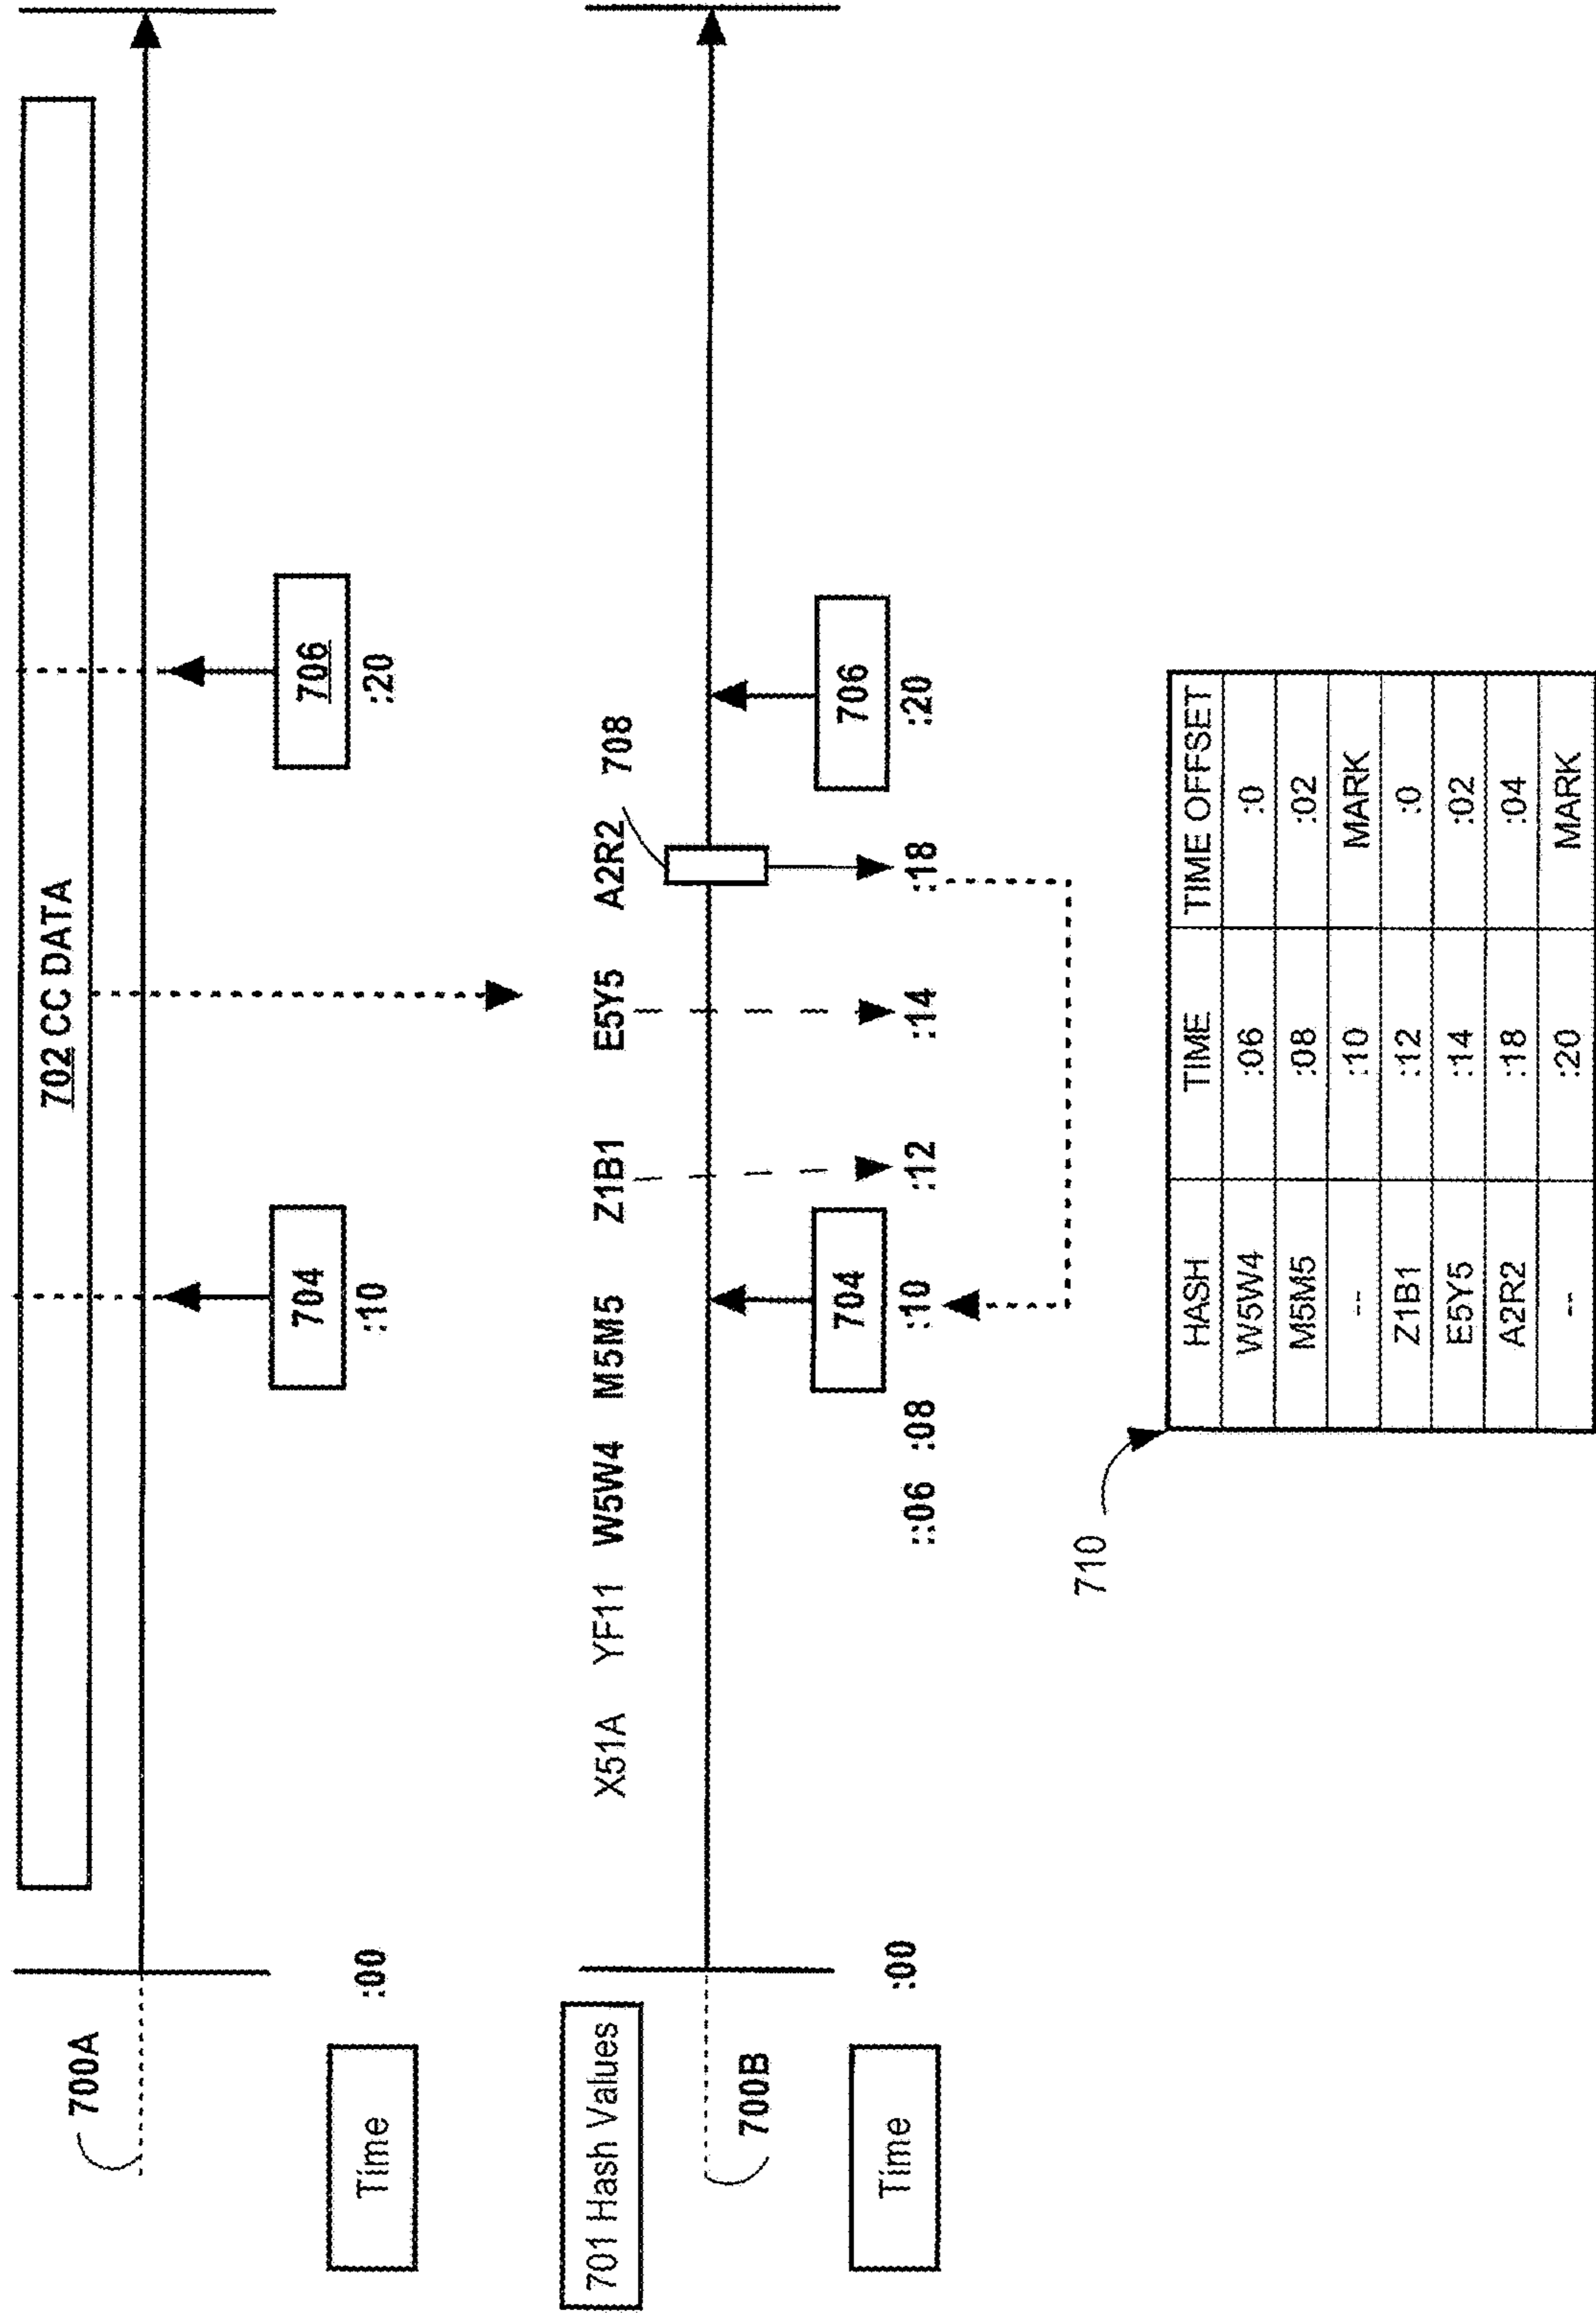 702 CC DATA
700A
704
706
:00
:10
:20
Time
701 Hash Values
X51A YF11 W5W4 M5M5 Z1B1 E5Y5 A2R2 708
700B
704
706
Time
:00
::06 :08 :10 :12 :14 :18 :20
710
HASH TIME TIME OFFSET
W5W4 :06 :0
M5M5 :08 :02
-- :10 MARK
Z1B1 :12 :0
E5Y5 :14 :02
A2R2 :18 :04
-- :20 MARK